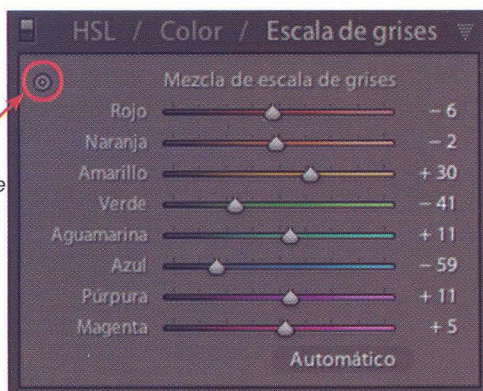 HSL / Color / Escala de grises
Mezcla de escala de grises
Rojo – 6
Naranja – 2
Amarillo + 30
e
Verde – 41
Aguamarina + 11
Azul – 59
Púrpura + 11
Magenta + 5
Automático